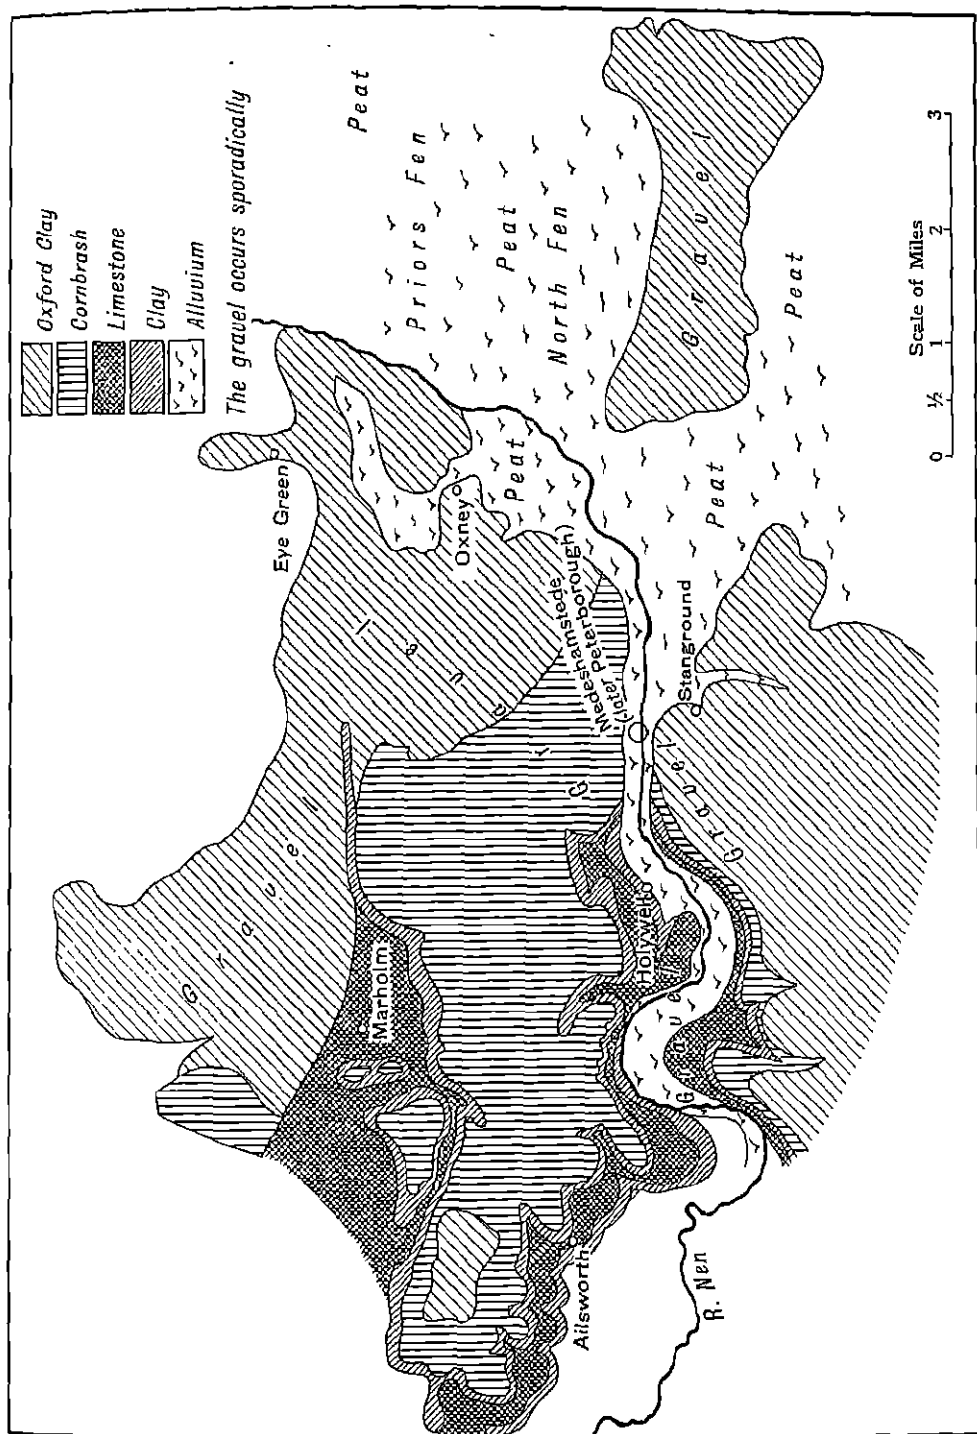 Oxford Clay
Cornbrash
Limestone
Clay
Alluvium
The gravel occurs sporadically
Peat
Priors Fen
Peat
North Fen
Gravel
Peat
Eye Green
Oxney
Peat
Peat
Gravel
Marholm
Gravel
Medeshamstede
(later Peterborough)
Stanground
Gravel
Holywell
Gravel
Ailsworth
R. Nen
0 ½ 1 2 3
Scale of Miles